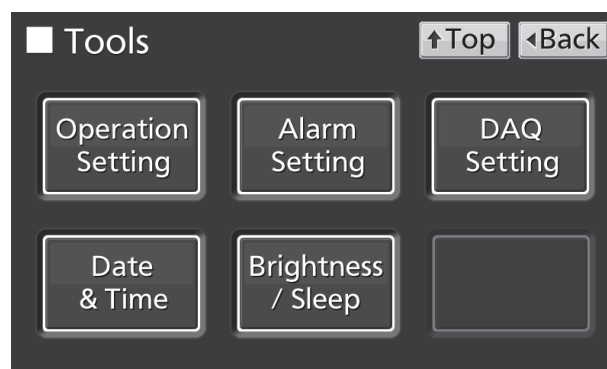 Tools
↑Top
◂Back
Operation
Setting
Alarm
Setting
DAQ
Setting
Date
& Time
Brightness
/ Sleep